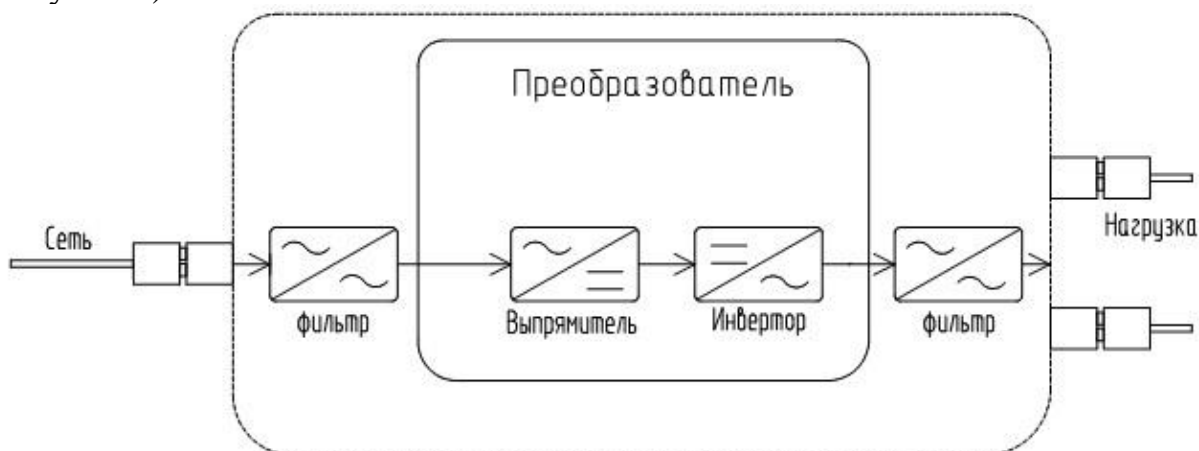 Преобразователь
Сеть
Нагрузка
фильтр
Выпрямитель
Инвертор
фильтр